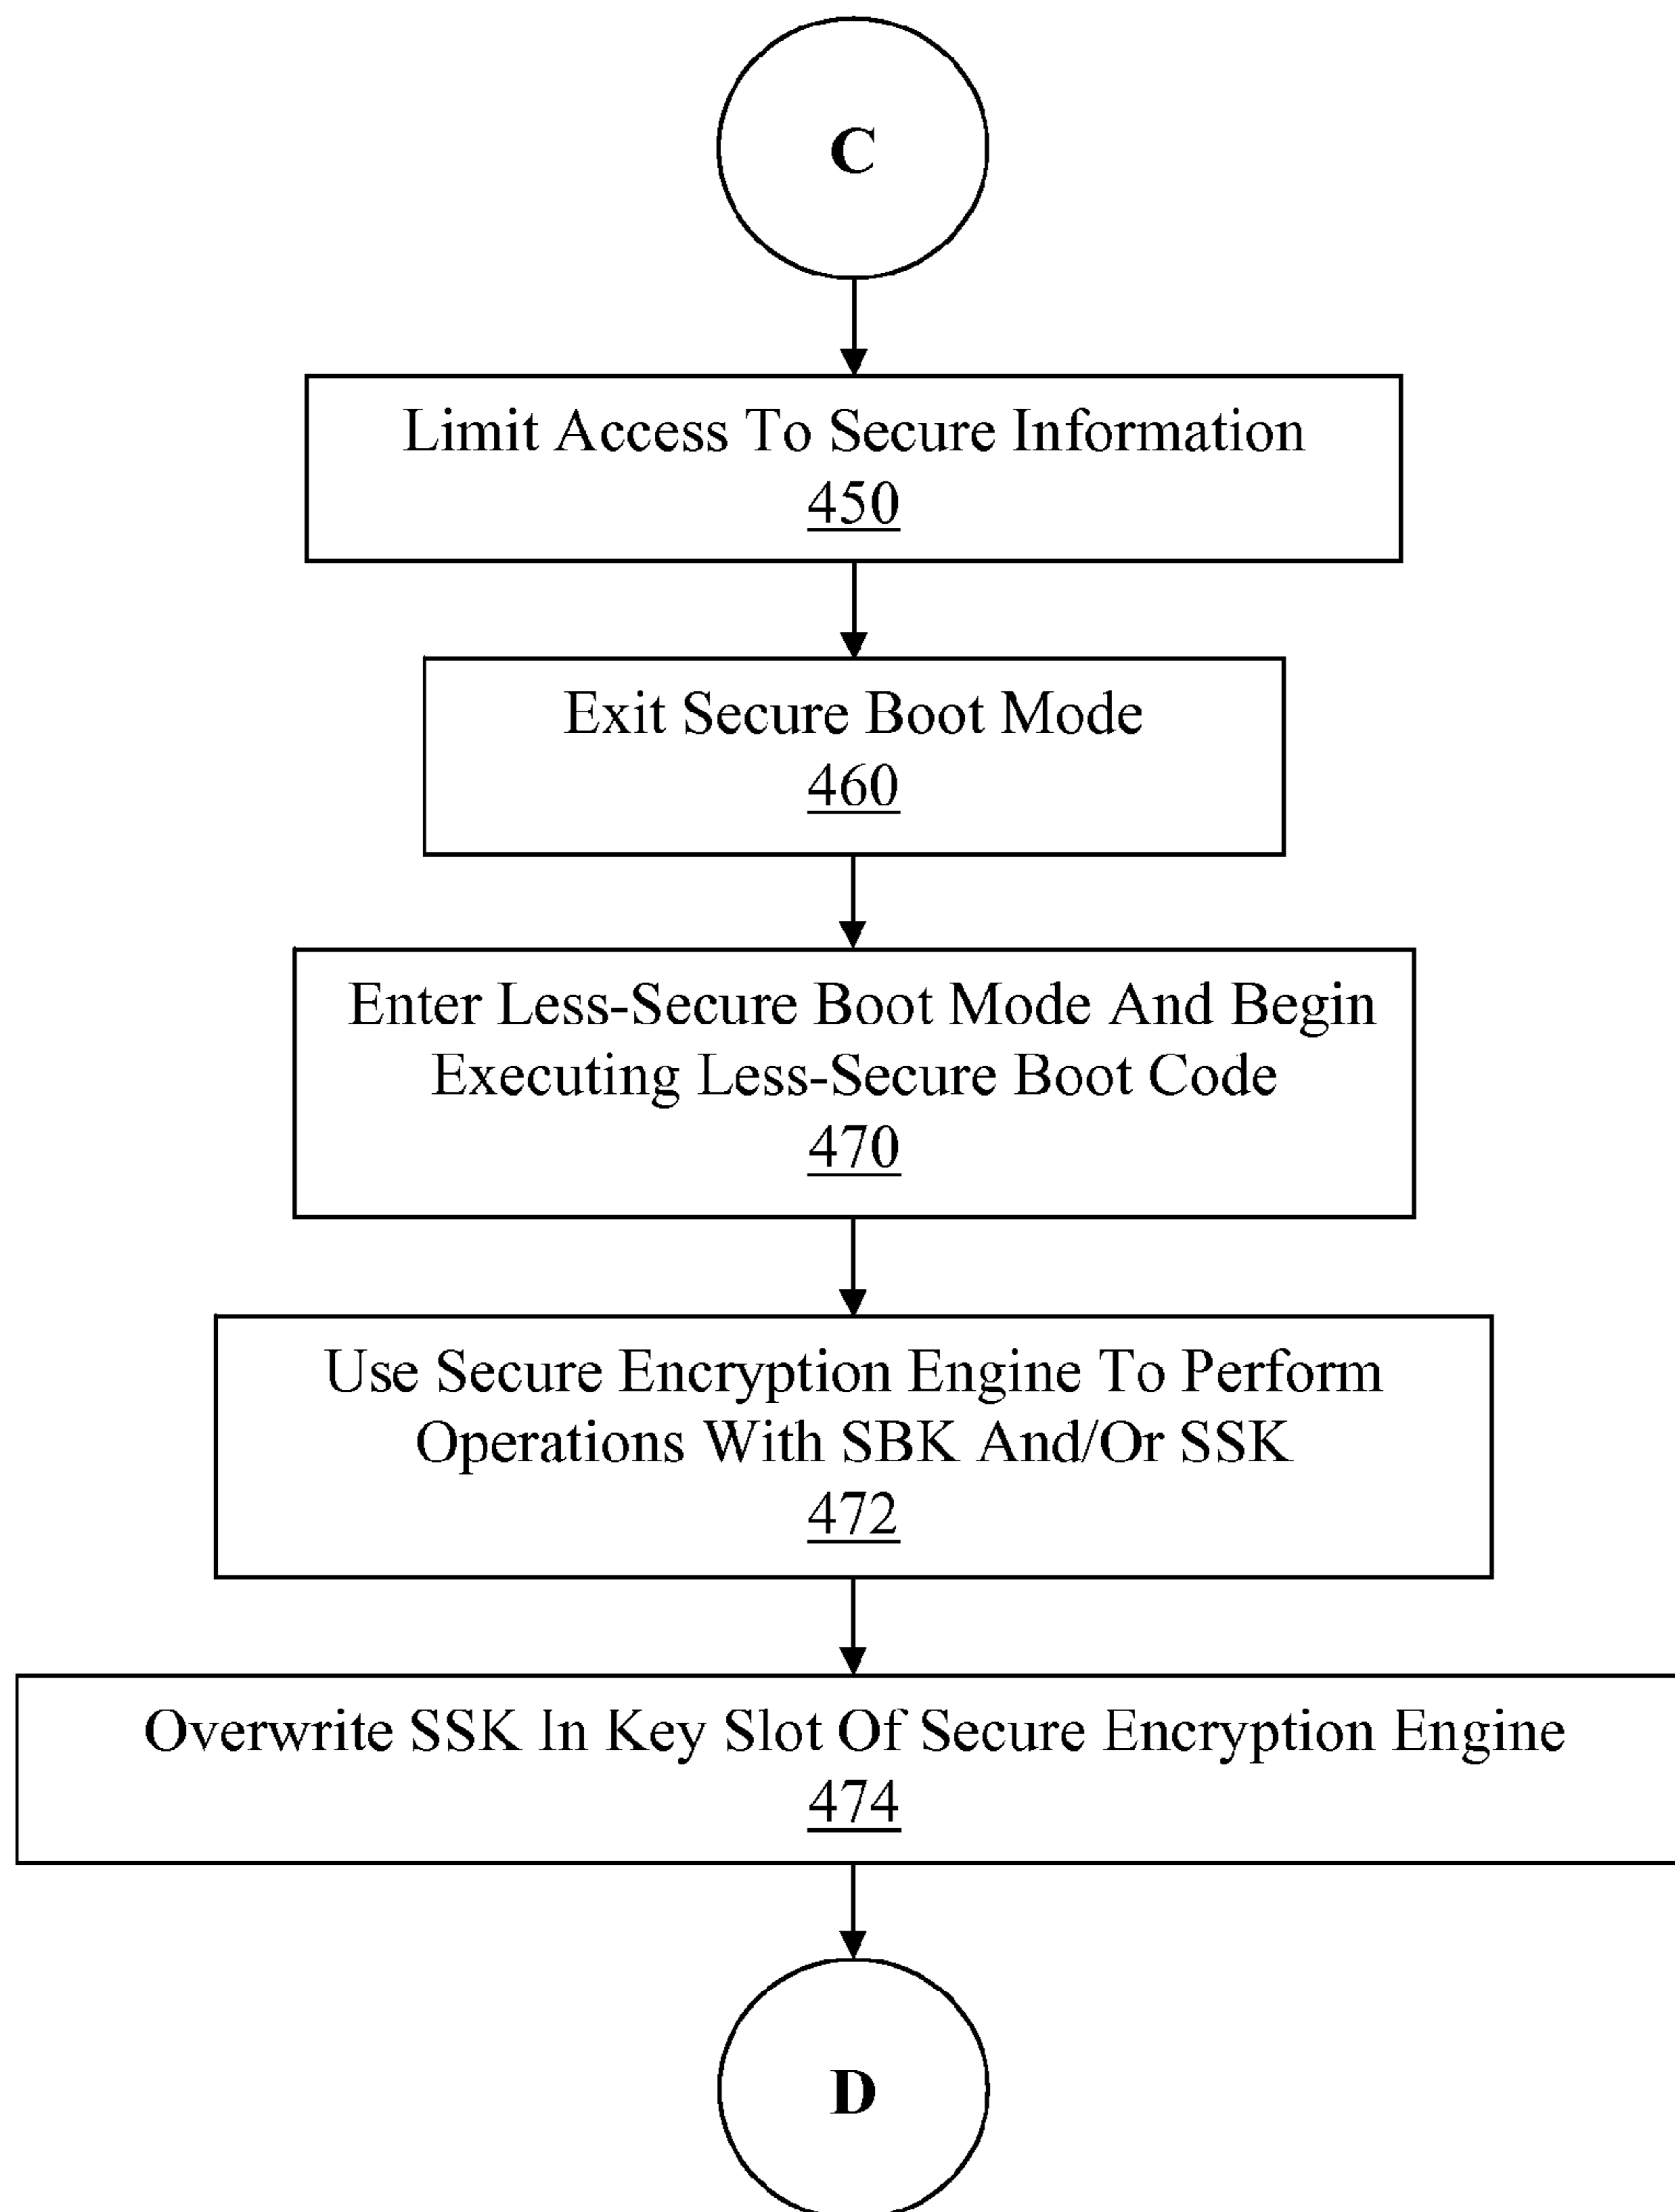 C
Limit Access To Secure Information
450
Exit Secure Boot Mode
460
Enter Less-Secure Boot Mode And Begin
Executing Less-Secure Boot Code
470
Use Secure Encryption Engine To Perform
Operations With SBK And/Or SSK
472
Overwrite SSK In Key Slot Of Secure Encryption Engine
474
D